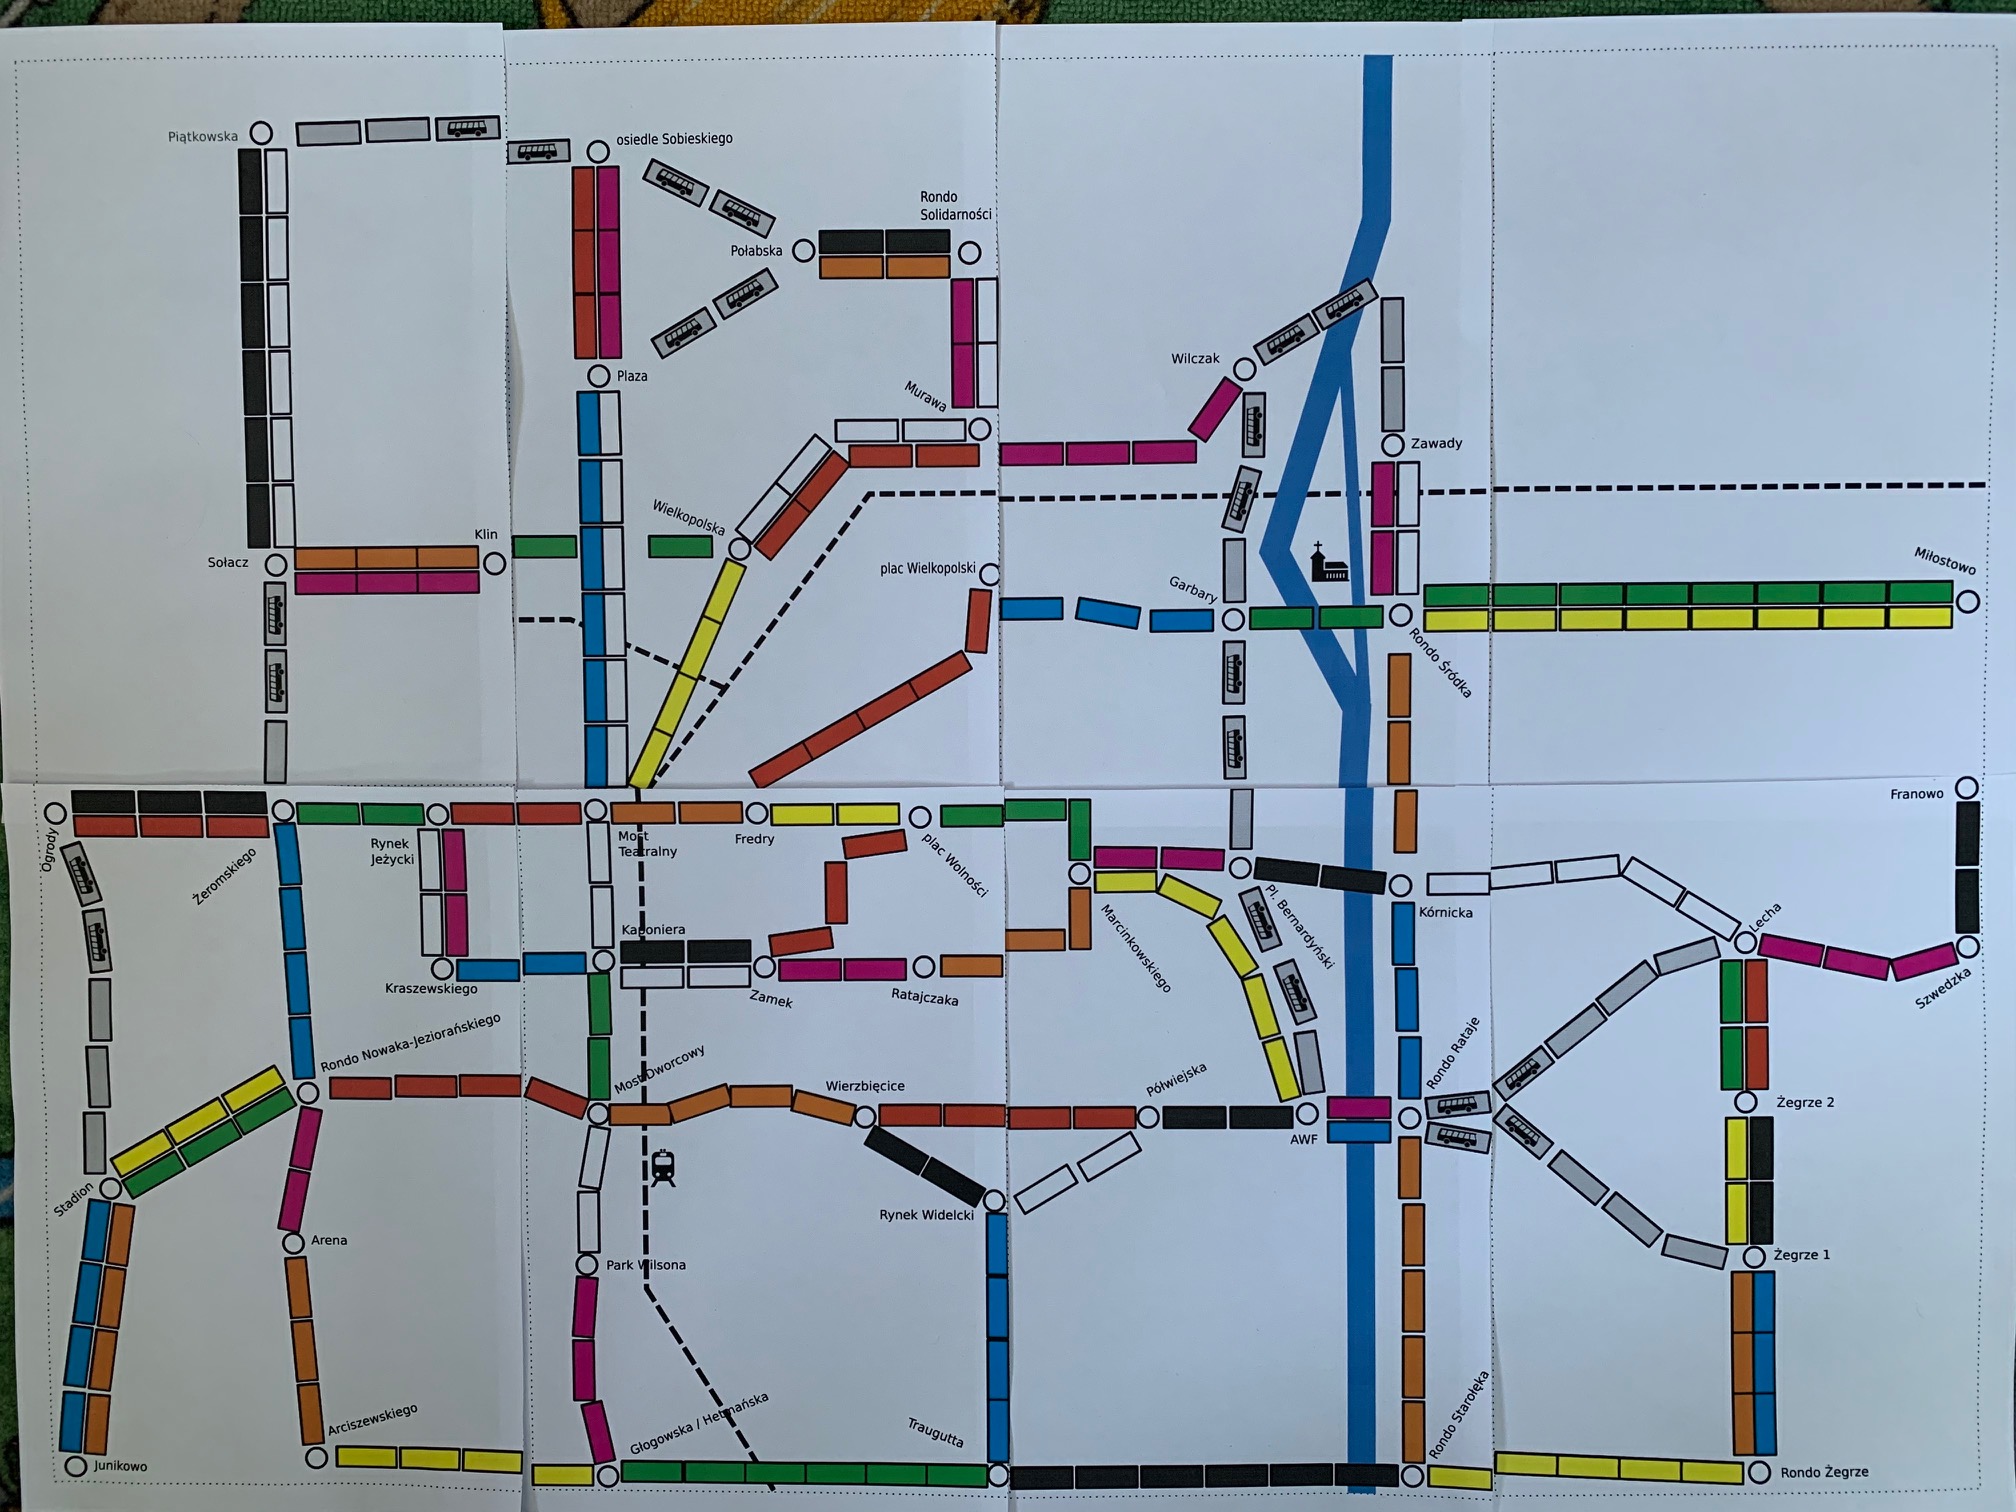 Piątkowska
osiedle Sobieskiego
Rondo
Solidarności
Połabska
Wilczak
Plaza
Murawa
Zawady
Wielkopolska
Klin
Sołacz
plac Wielkopolski
Garbary
Miłostowo
Rondo Śródka
Franowo
Ogrody
Żeromskiego
Rynek
Jeżycki
Most
Teatralny
Fredry
plac Wolności
Marcinkowskiego
Pl. Bernardyński
Kórnicka
Lecha
Kaponiera
Kraszewskiego
Zamek
Ratajczaka
Szwedzka
Rondo Nowaka-Jeziorańskiego
Most Dworcowy
Wierzbięcice
Półwiejska
Rondo Rataje
Żegrze 2
AWF
Stadion
Rynek Widelcki
Arena
Park Wilsona
Żegrze 1
Arciszewskiego
Głogowska / Hetmańska
Traugutta
Rondo Starołęka
Junikowo
Rondo Żegrze